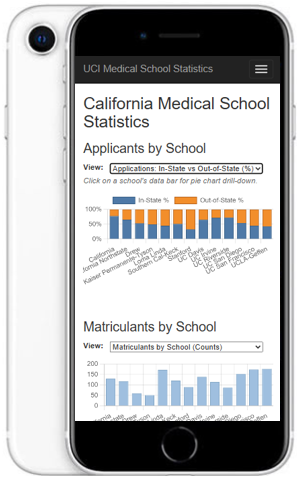 UCI Medical School Statistics
California Medical School
Statistics
Applicants by School
View: Applications: In-State vs Out-of-State (%)
Click on a school's data bar for pie chart drill-down.
In-State % Out-of-State %
100%
50%
0%
California
Kaiser Permanente-Tyson
Loma Linda
Southern Cal-Keck
Stanford
UC Davis
UC Irvine
UC Riverside
UC San Diego
UC San Francisco
UCLA-Geffen
Matriculants by School
View: Matriculants by School (Counts)
200
150
100
50
0